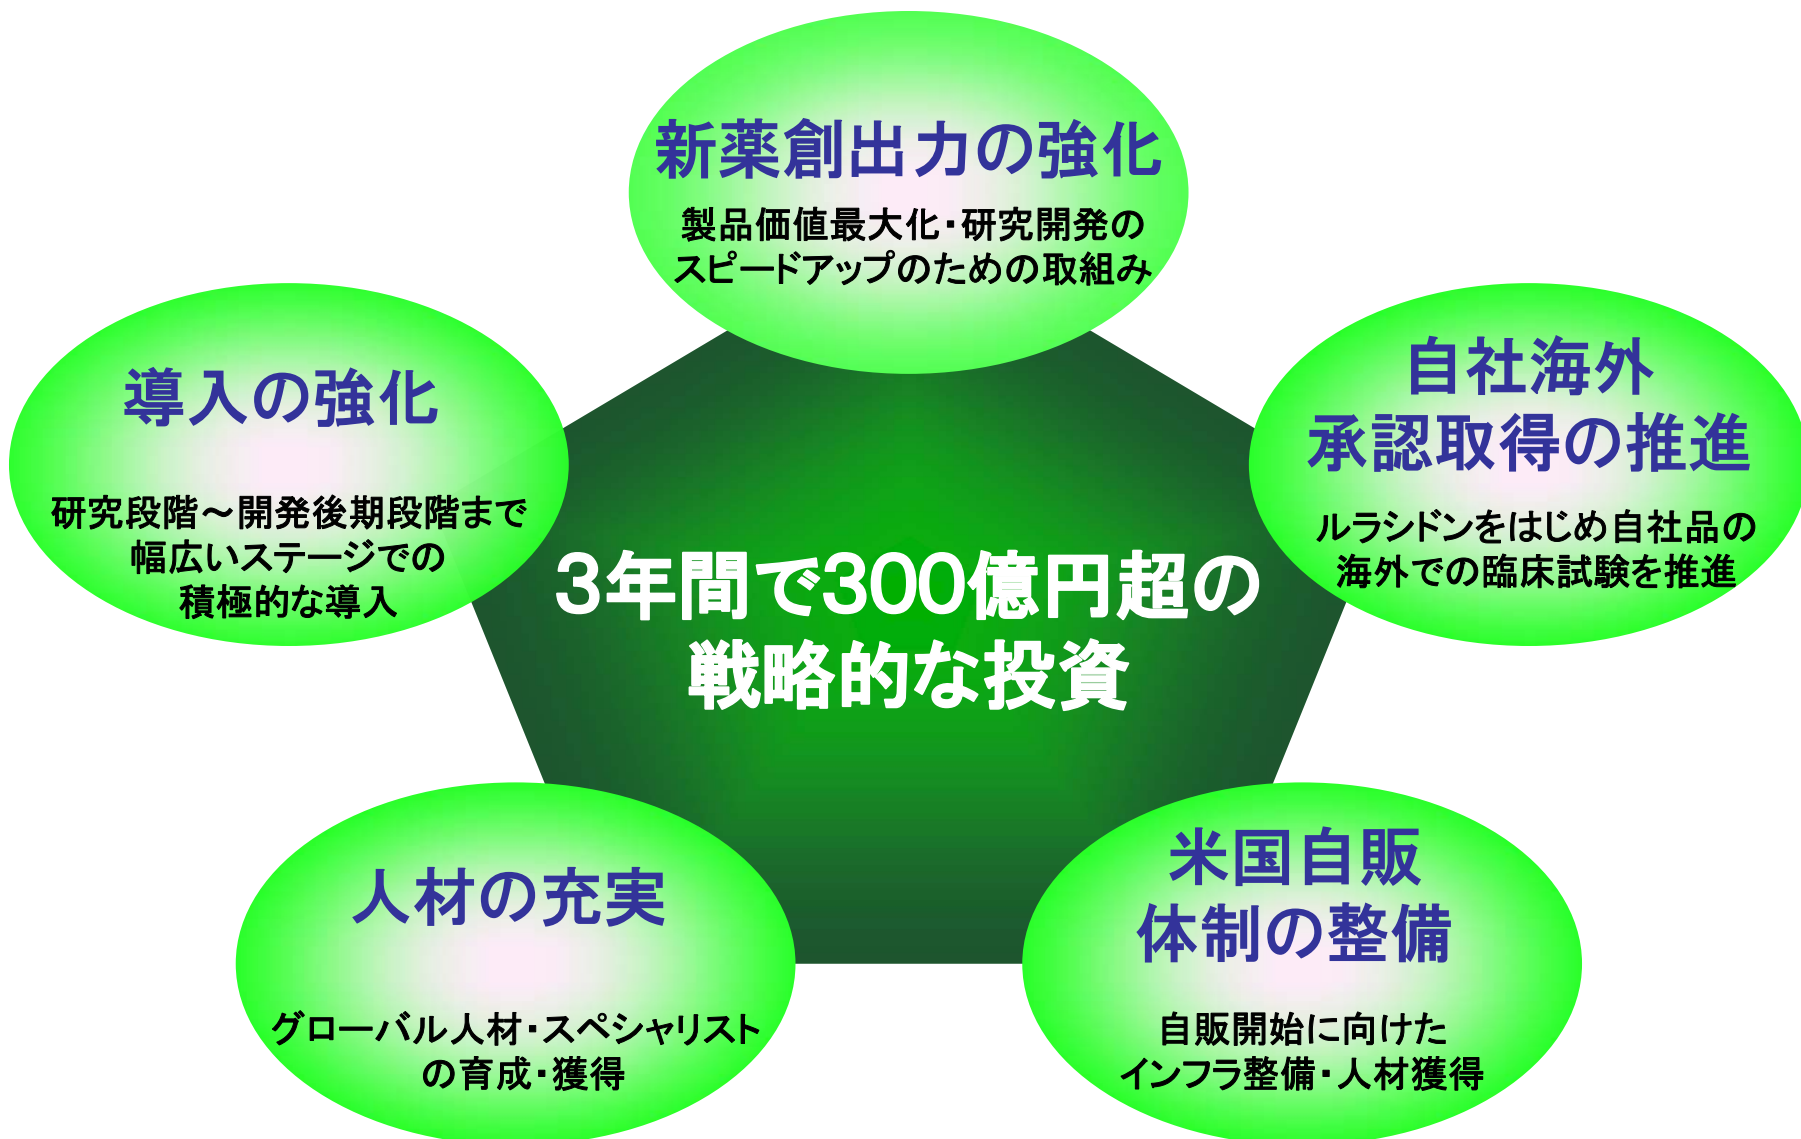 新薬創出力の強化
製品価値最大化・研究開発の
スピードアップのための取組み
導入の強化
研究段階～開発後期段階まで
幅広いステージでの
積極的な導入
自社海外
承認取得の推進
ルラシドンをはじめ自社品の
海外での臨床試験を推進
3年間で300億円超の
戦略的な投資
人材の充実
グローバル人材・スペシャリスト
の育成・獲得
米国自販
体制の整備
自販開始に向けた
インフラ整備・人材獲得